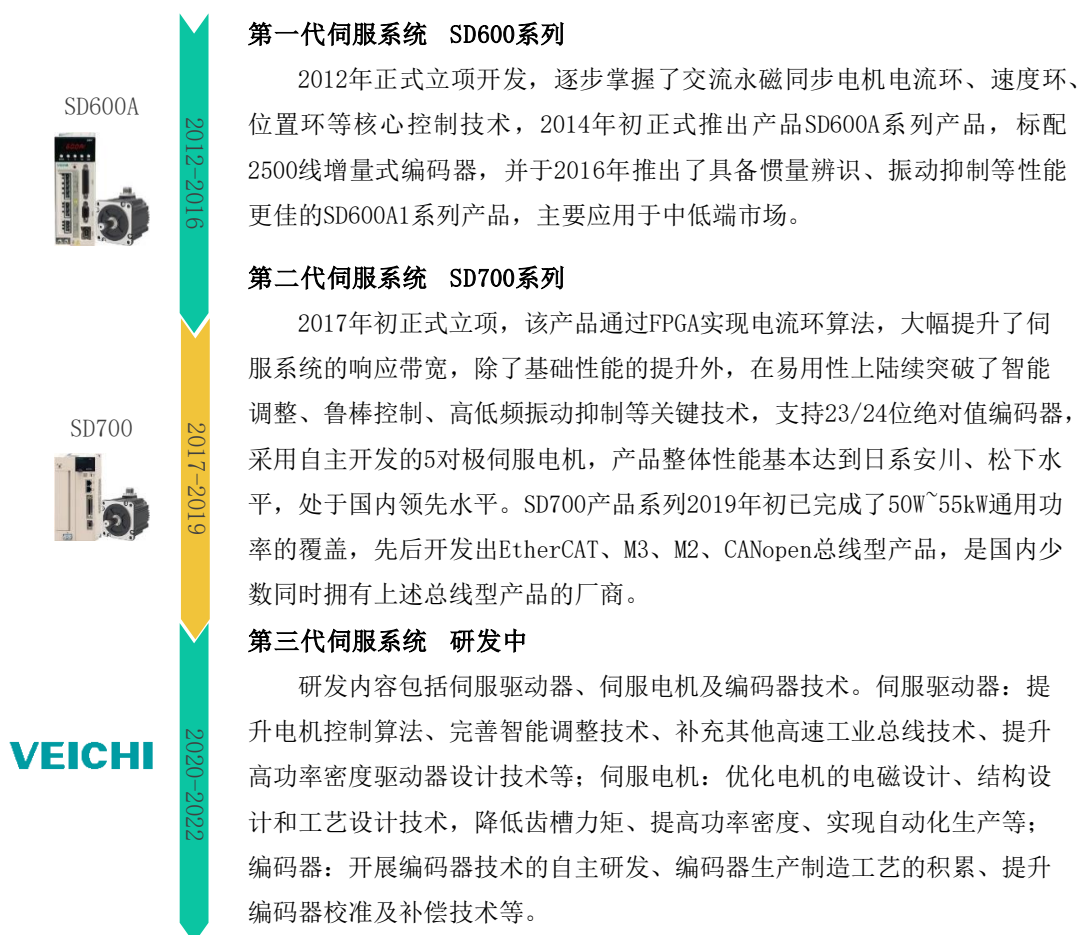 第一代伺服系统 SD600系列
2012年正式立项开发，逐步掌握了交流永磁同步电机电流环、速度环、
位置环等核心控制技术，2014年初正式推出产品SD600A系列产品，标配
2500线增量式编码器，并于2016年推出了具备惯量辨识、振动抑制等性能
更佳的SD600A1系列产品，主要应用于中低端市场。
SD600A
2012-2016
第二代伺服系统 SD700系列
2017年初正式立项，该产品通过FPGA实现电流环算法，大幅提升了伺
服系统的响应带宽，除了基础性能的提升外，在易用性上陆续突破了智能
调整、鲁棒控制、高低频振动抑制等关键技术，支持23/24位绝对值编码器，
采用自主开发的5对极伺服电机，产品整体性能基本达到日系安川、松下水
平，处于国内领先水平。SD700产品系列2019年初已完成了50W~55kW通用功
率的覆盖，先后开发出EtherCAT、M3、M2、CANopen总线型产品，是国内少
数同时拥有上述总线型产品的厂商。
SD700
2017-2019
第三代伺服系统 研发中
研发内容包括伺服驱动器、伺服电机及编码器技术。伺服驱动器：提
升电机控制算法、完善智能调整技术、补充其他高速工业总线技术、提升
高功率密度驱动器设计技术等；伺服电机：优化电机的电磁设计、结构设
计和工艺设计技术，降低齿槽力矩、提高功率密度、实现自动化生产等；
编码器：开展编码器技术的自主研发、编码器生产制造工艺的积累、提升
编码器校准及补偿技术等。
VEICHI
2020-2022